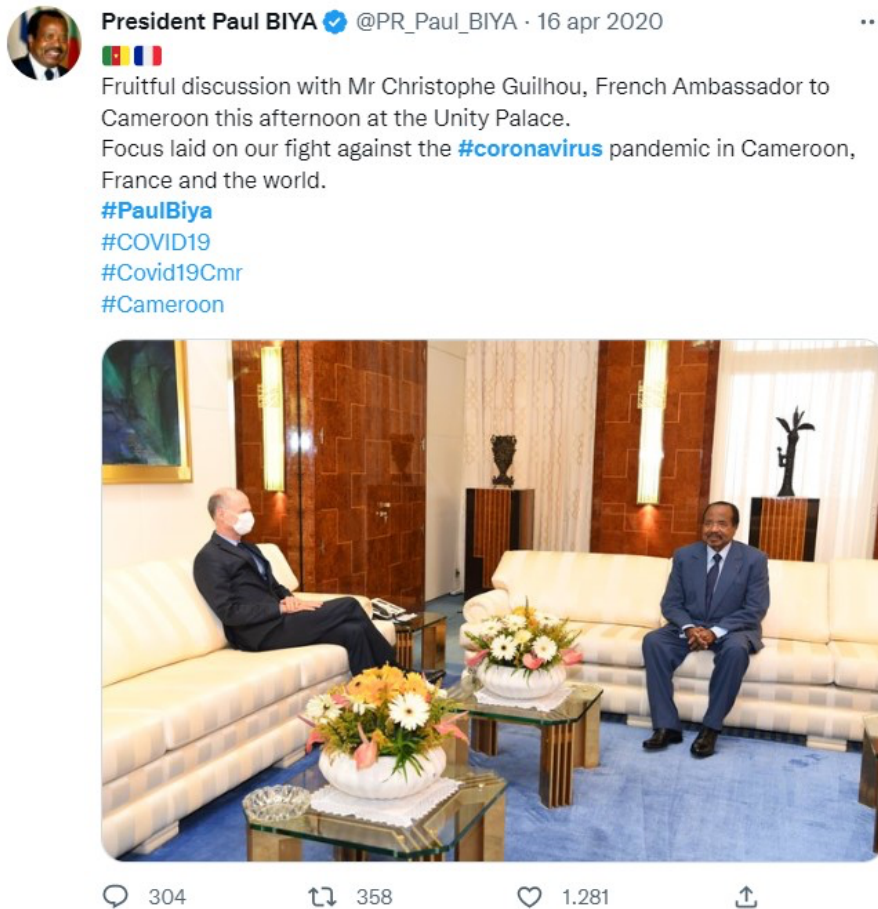 President Paul BIYA @PR_Paul_BIYA · 16 apr 2020
🇨🇲🇫🇷
Fruitful discussion with Mr Christophe Guilhou, French Ambassador to
Cameroon this afternoon at the Unity Palace.
Focus laid on our fight against the #coronavirus pandemic in Cameroon,
France and the world.
#PaulBiya
#COVID19
#Covid19Cmr
#Cameroon
304 358 1.281